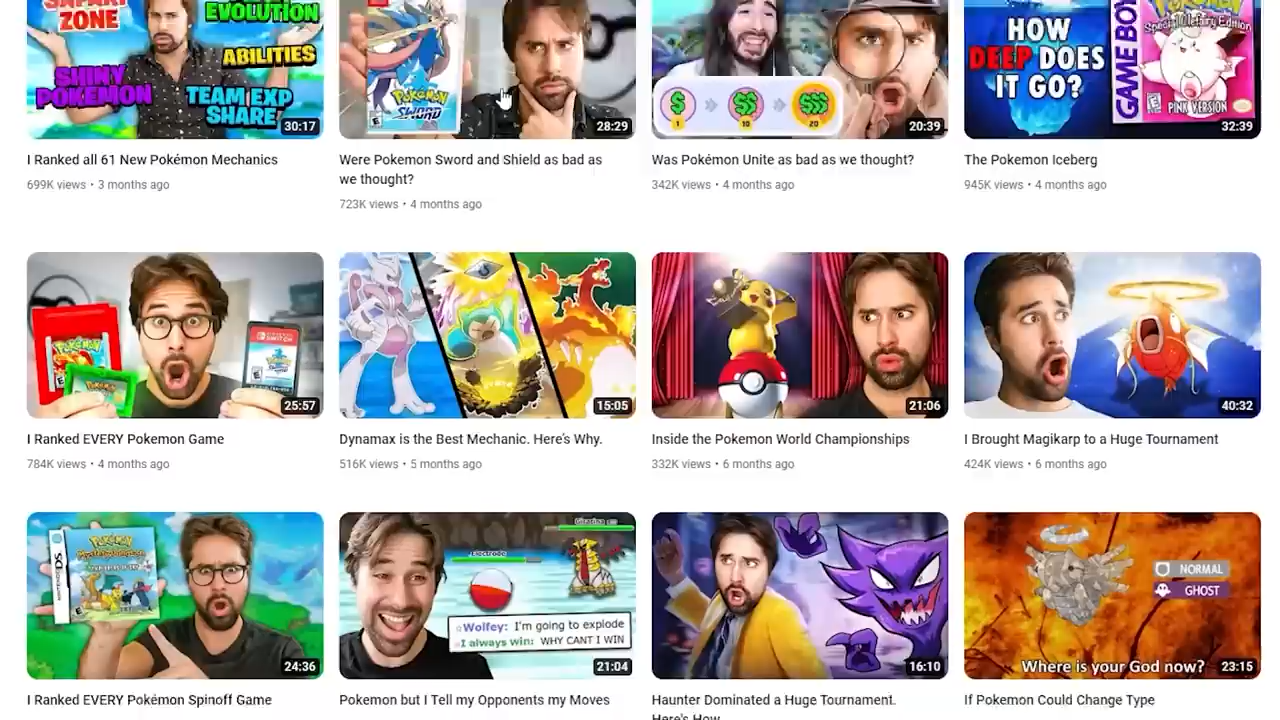 SAFARI
ZONE
EVOLUTION
ABILITIES
SHINY
POKEMON
TEAM EXP
SHARE
30:17
POKéMON
SWORD
28:29
1
10
20
20:39
HOW
DEEP DOES
IT GO?
GAME BOY
PINK VERSION
32:39
I Ranked all 61 New Pokémon Mechanics
699K views • 3 months ago
Were Pokemon Sword and Shield as bad as
we thought?
723K views • 4 months ago
Was Pokémon Unite as bad as we thought?
342K views • 4 months ago
The Pokemon Iceberg
945K views • 4 months ago
25:57
15:05
21:06
40:32
I Ranked EVERY Pokemon Game
784K views • 4 months ago
Dynamax is the Best Mechanic. Here's Why.
516K views • 5 months ago
Inside the Pokemon World Championships
332K views • 6 months ago
I Brought Magikarp to a Huge Tournament
424K views • 6 months ago
NINTENDO DS
24:36
Electrode
Giratina
Wolfey: I'm going to explode
I always win: WHY CANT I WIN
21:04
16:10
NORMAL
GHOST
Where is your God now?
23:15
I Ranked EVERY Pokémon Spinoff Game
Pokemon but I Tell my Opponents my Moves
Haunter Dominated a Huge Tournament.
Here's How
If Pokemon Could Change Type